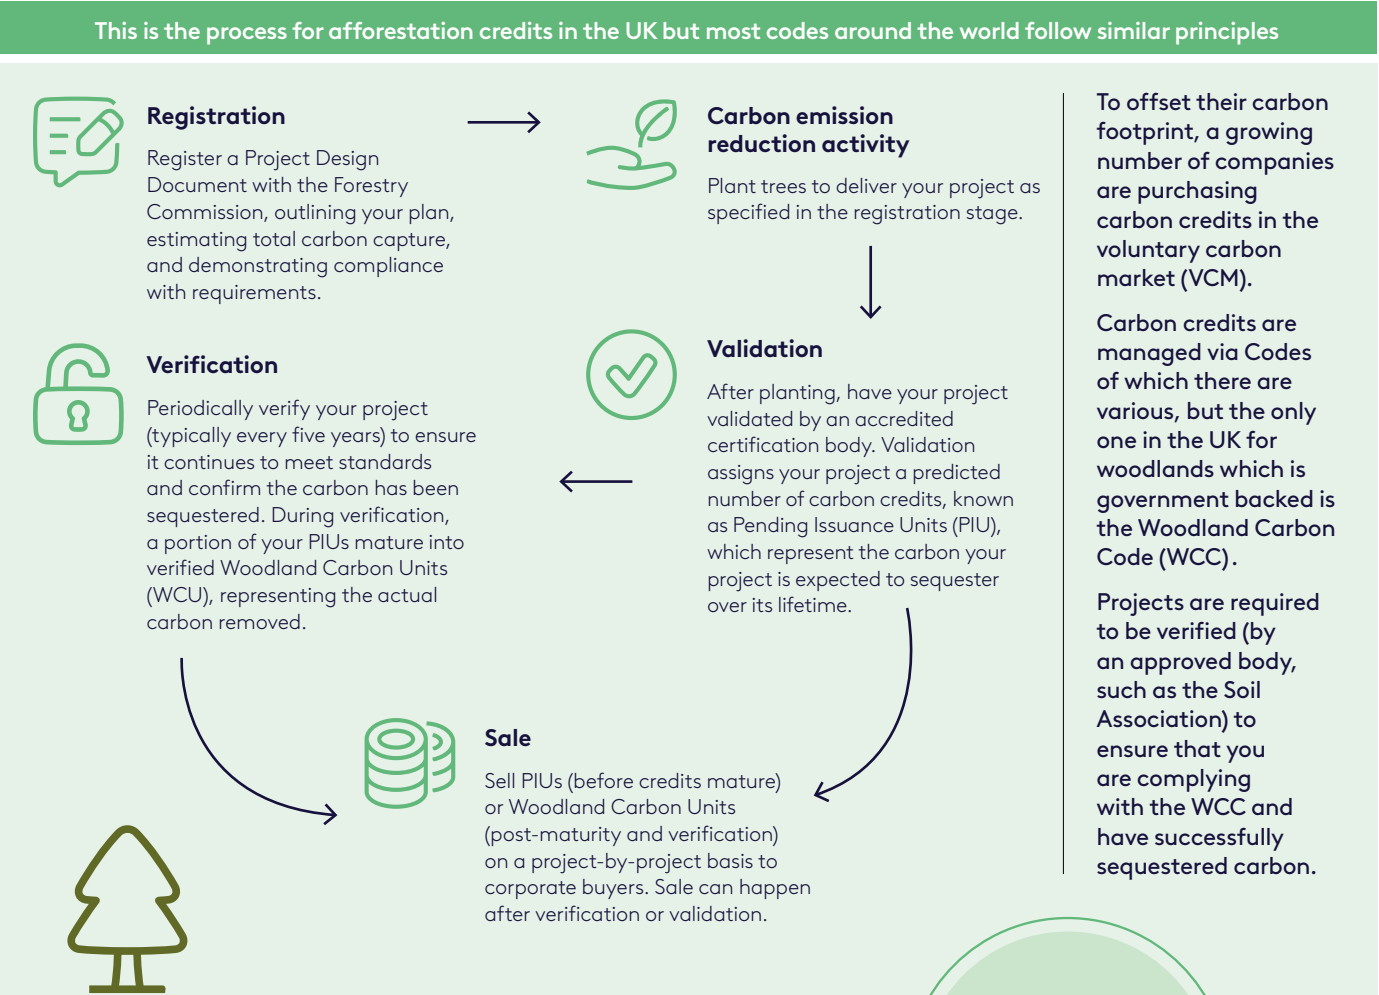 This is the process for afforestation credits in the UK but most codes around the world follow similar principles
Registration
Register a Project Design
Document with the Forestry
Commission, outlining your plan,
estimating total carbon capture,
and demonstrating compliance
with requirements.
Carbon emission
reduction activity
Plant trees to deliver your project as
specified in the registration stage.
Validation
After planting, have your project
validated by an accredited
certification body. Validation
assigns your project a predicted
number of carbon credits, known
as Pending Issuance Units (PIU),
which represent the carbon your
project is expected to sequester
over its lifetime.
Verification
Periodically verify your project
(typically every five years) to ensure
it continues to meet standards
and confirm the carbon has been
sequestered. During verification,
a portion of your PIUs mature into
verified Woodland Carbon Units
(WCU), representing the actual
carbon removed.
Sale
Sell PIUs (before credits mature)
or Woodland Carbon Units
(post-maturity and verification)
on a project-by-project basis to
corporate buyers. Sale can happen
after verification or validation.
To offset their carbon
footprint, a growing
number of companies
are purchasing
carbon credits in the
voluntary carbon
market (VCM).
Carbon credits are
managed via Codes
of which there are
various, but the only
one in the UK for
woodlands which is
government backed is
the Woodland Carbon
Code (WCC).
Projects are required
to be verified (by
an approved body,
such as the Soil
Association) to
ensure that you
are complying
with the WCC and
have successfully
sequestered carbon.